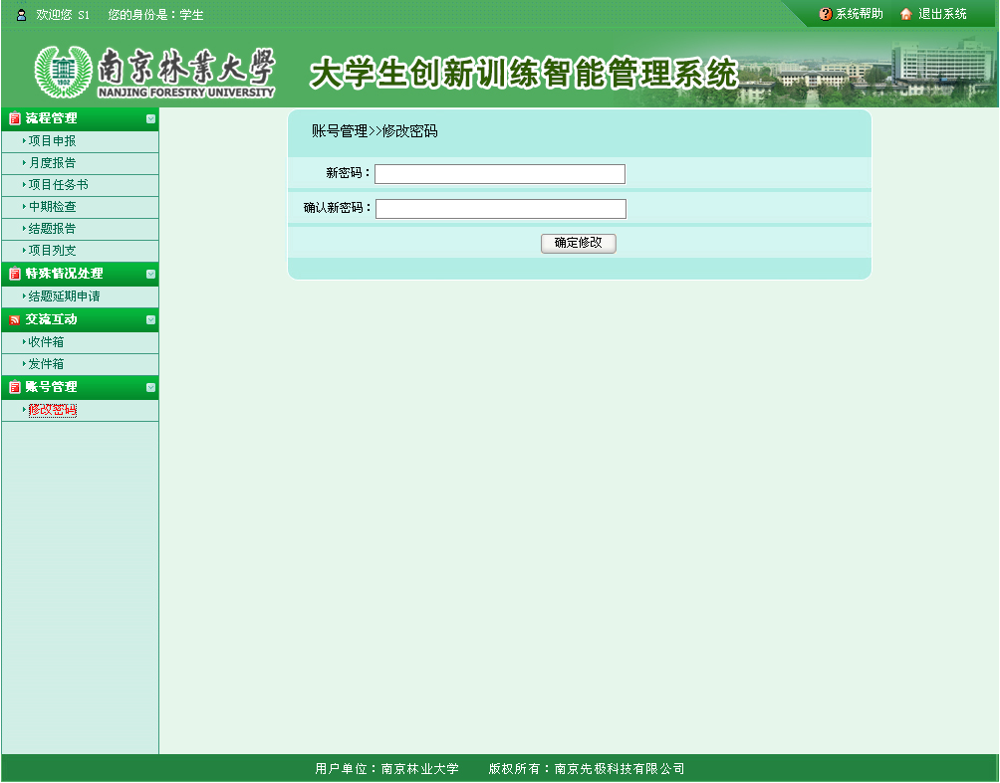 欢迎您 S1 您的身份是：学生
系统帮助 退出系统
南京林業大學
NANJING FORESTRY UNIVERSITY
1902
大学生创新训练智能管理系统
流程管理
项目申报
月度报告
项目任务书
中期检查
结题报告
项目列支
特殊情况处理
结题延期申请
交流互动
收件箱
发件箱
账号管理
修改密码
账号管理>>修改密码
新密码：
确认新密码：
确定修改
用户单位：南京林业大学 版权所有：南京先极科技有限公司